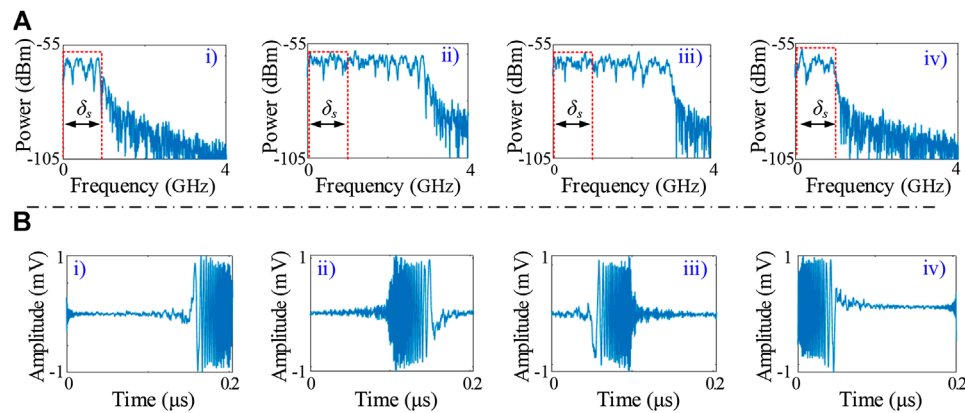 A
-55
Power (dBm)
-105
i)
δs
0
4
Frequency (GHz)
-55
Power (dBm)
-105
ii)
δs
0
4
Frequency (GHz)
-55
Power (dBm)
-105
iii)
δs
0
4
Frequency (GHz)
-55
Power (dBm)
-105
iv)
δs
0
4
Frequency (GHz)
B
1
Amplitude (mV)
-1
i)
0
0.2
Time (μs)
1
Amplitude (mV)
-1
ii)
0
0.2
Time (μs)
1
Amplitude (mV)
-1
iii)
0
0.2
Time (μs)
1
Amplitude (mV)
-1
iv)
0
0.2
Time (μs)